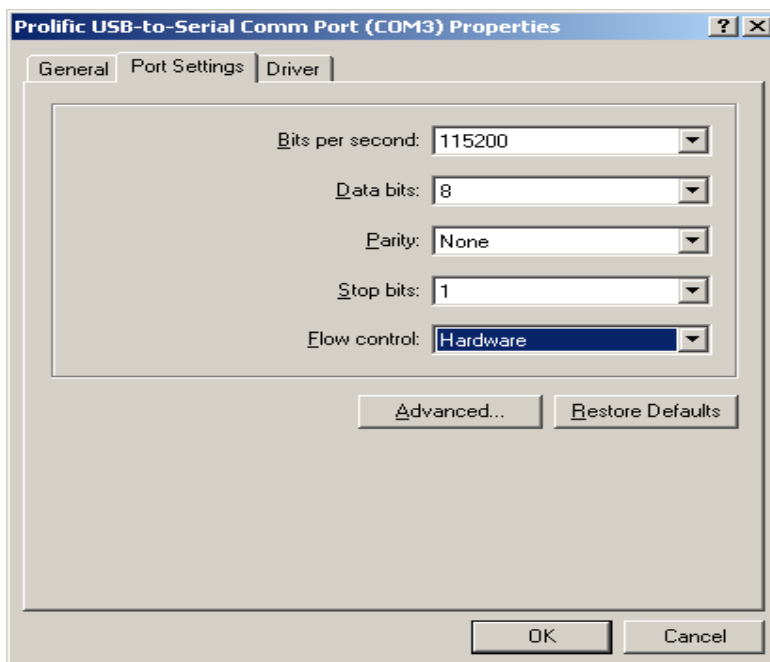 Prolific USB-to-Serial Comm Port (COM3) Properties
General Port Settings Driver
Bits per second: 115200
Data bits: 8
Parity: None
Stop bits: 1
Flow control: Hardware
Advanced... Restore Defaults
OK Cancel